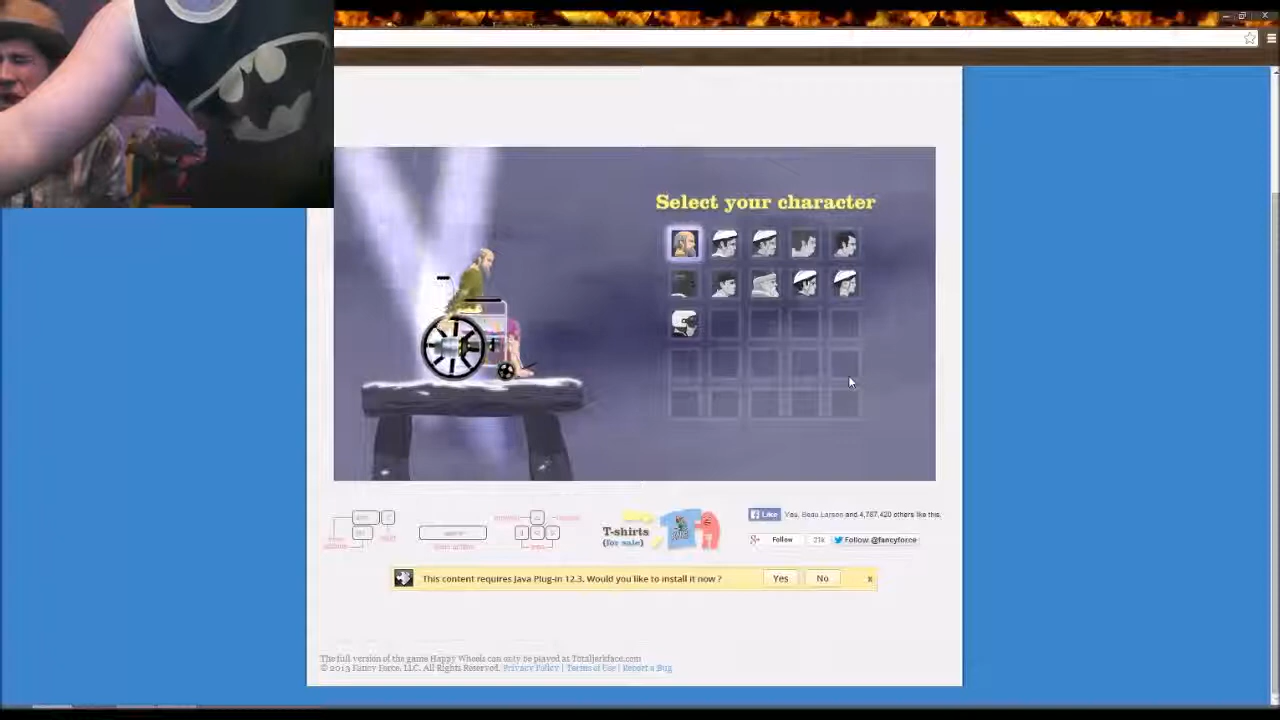 Select your character
T-shirts
(for sale)
Like
You, Beau Larson and 4,787,420 others like this.
Follow
21k
Follow @fancyforce
This content requires Java Plug-in 12.3. Would you like to install it now ?
Yes
No
x
The full version of the game Happy Wheels can only be played at Totaljerkface.com
© 2013 Fancy Force, LLC. All Rights Reserved. Privacy Policy | Terms of Use | Report a Bug